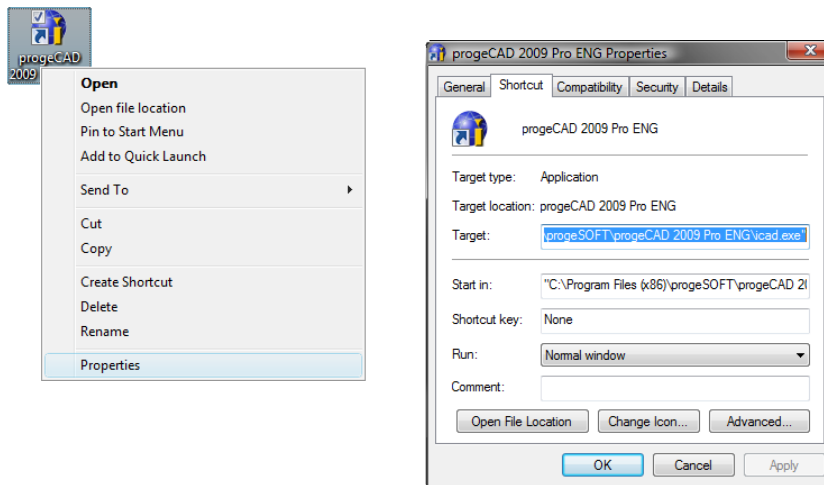 progeCAD
2009
Open
Open file location
Pin to Start Menu
Add to Quick Launch
Send To
Cut
Copy
Create Shortcut
Delete
Rename
Properties
progeCAD 2009 Pro ENG Properties
General Shortcut Compatibility Security Details
progeCAD 2009 Pro ENG
Target type: Application
Target location: progeCAD 2009 Pro ENG
Target: \progeSOFT\progeCAD 2009 Pro ENG\icad.exe"
Start in: "C:\Program Files (x86)\progeSOFT\progeCAD 20
Shortcut key: None
Run: Normal window
Comment:
Open File Location Change Icon... Advanced...
OK Cancel Apply